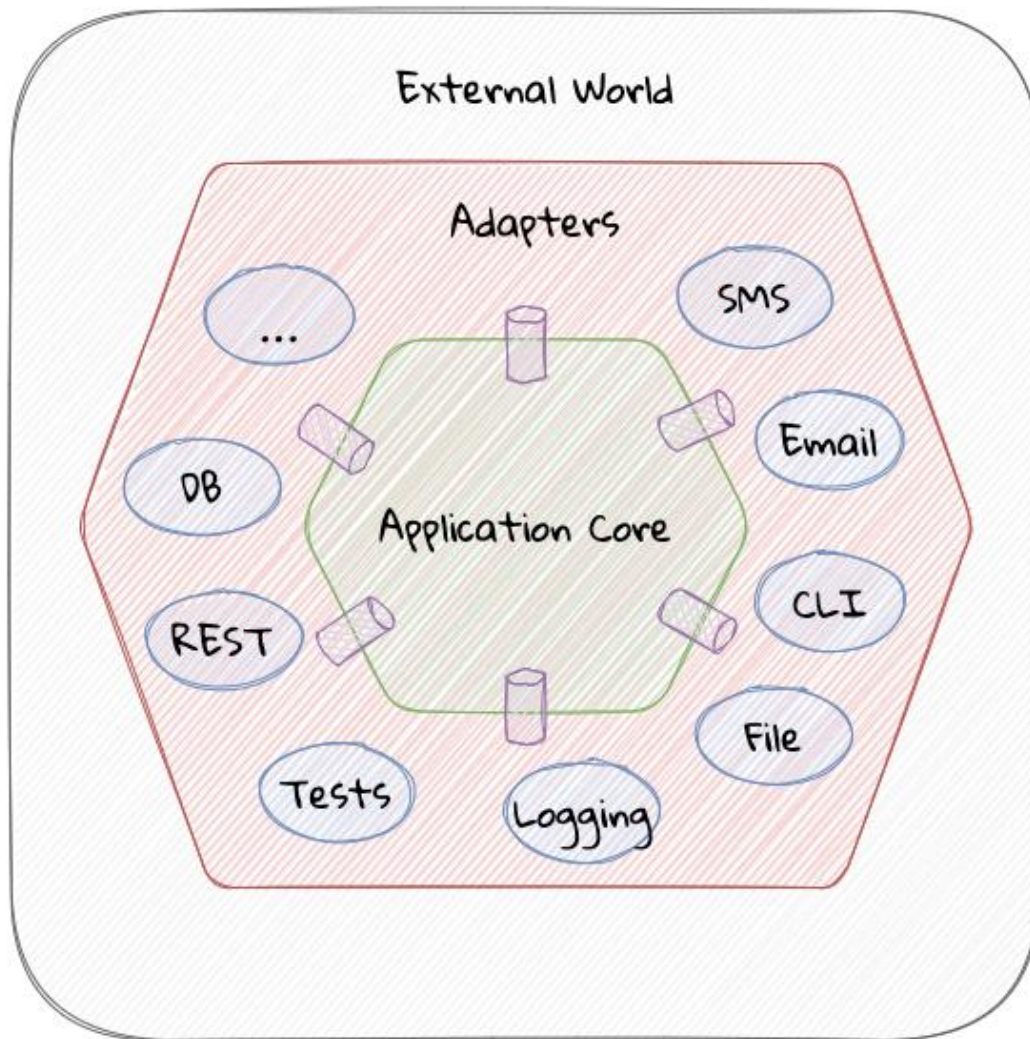 External World
Adapters
SMS
...
Email
DB
Application Core
CLI
REST
File
Tests
Logging